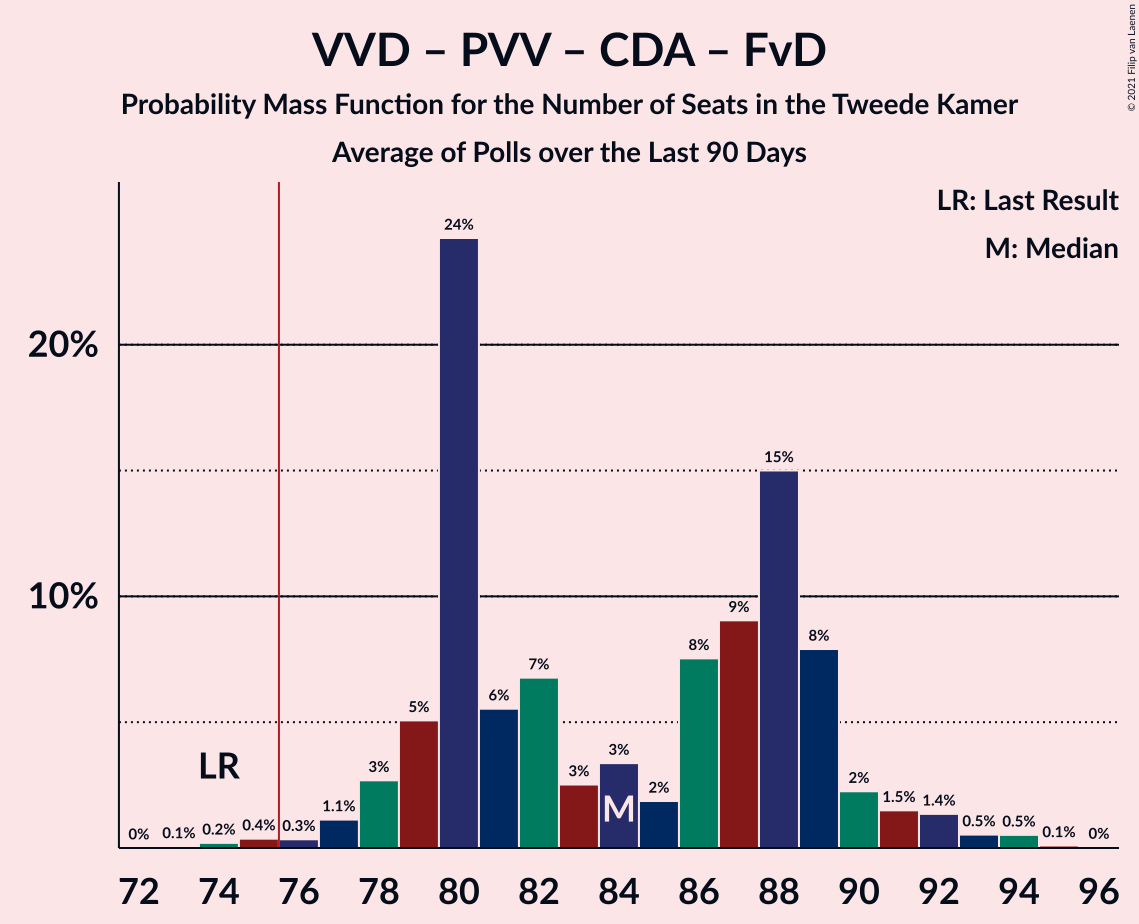 VVD – PVV – CDA – FvD
Probability Mass Function for the Number of Seats in the Tweede Kamer
Average of Polls over the Last 90 Days
© 2021 Filip van Laenen
LR: Last Result
M: Median
20%
10%
LR
M
0% 0.1% 0.2% 0.4% 0.3% 1.1% 3% 5% 24% 6% 7% 3% 3% 2% 8% 9% 15% 8% 2% 1.5% 1.4% 0.5% 0.5% 0.1% 0%
72 74 76 78 80 82 84 86 88 90 92 94 96